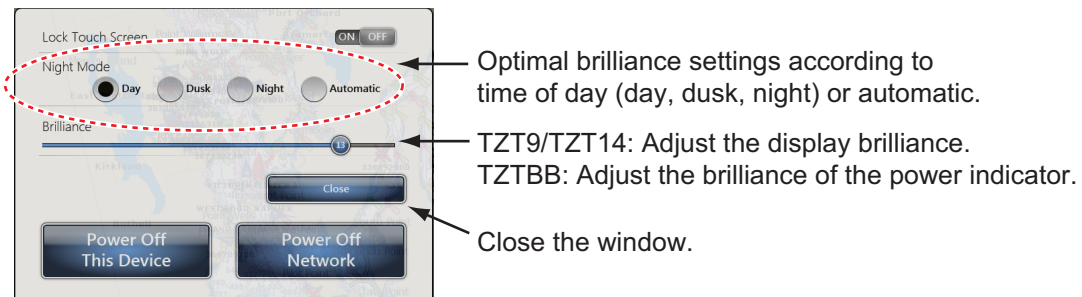 Lock Touch Screen
ON OFF
Night Mode
Day Dusk Night Automatic
Brilliance
13
Close
Power Off
This Device
Power Off
Network
Optimal brilliance settings according to
time of day (day, dusk, night) or automatic.
TZT9/TZT14: Adjust the display brilliance.
TZTBB: Adjust the brilliance of the power indicator.
Close the window.